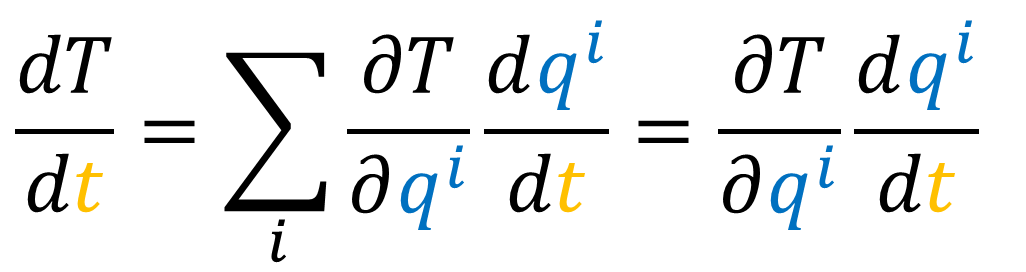 dT/dt = ∑_i ∂T/∂q^i dq^i/dt = ∂T/∂q^i dq^i/dt